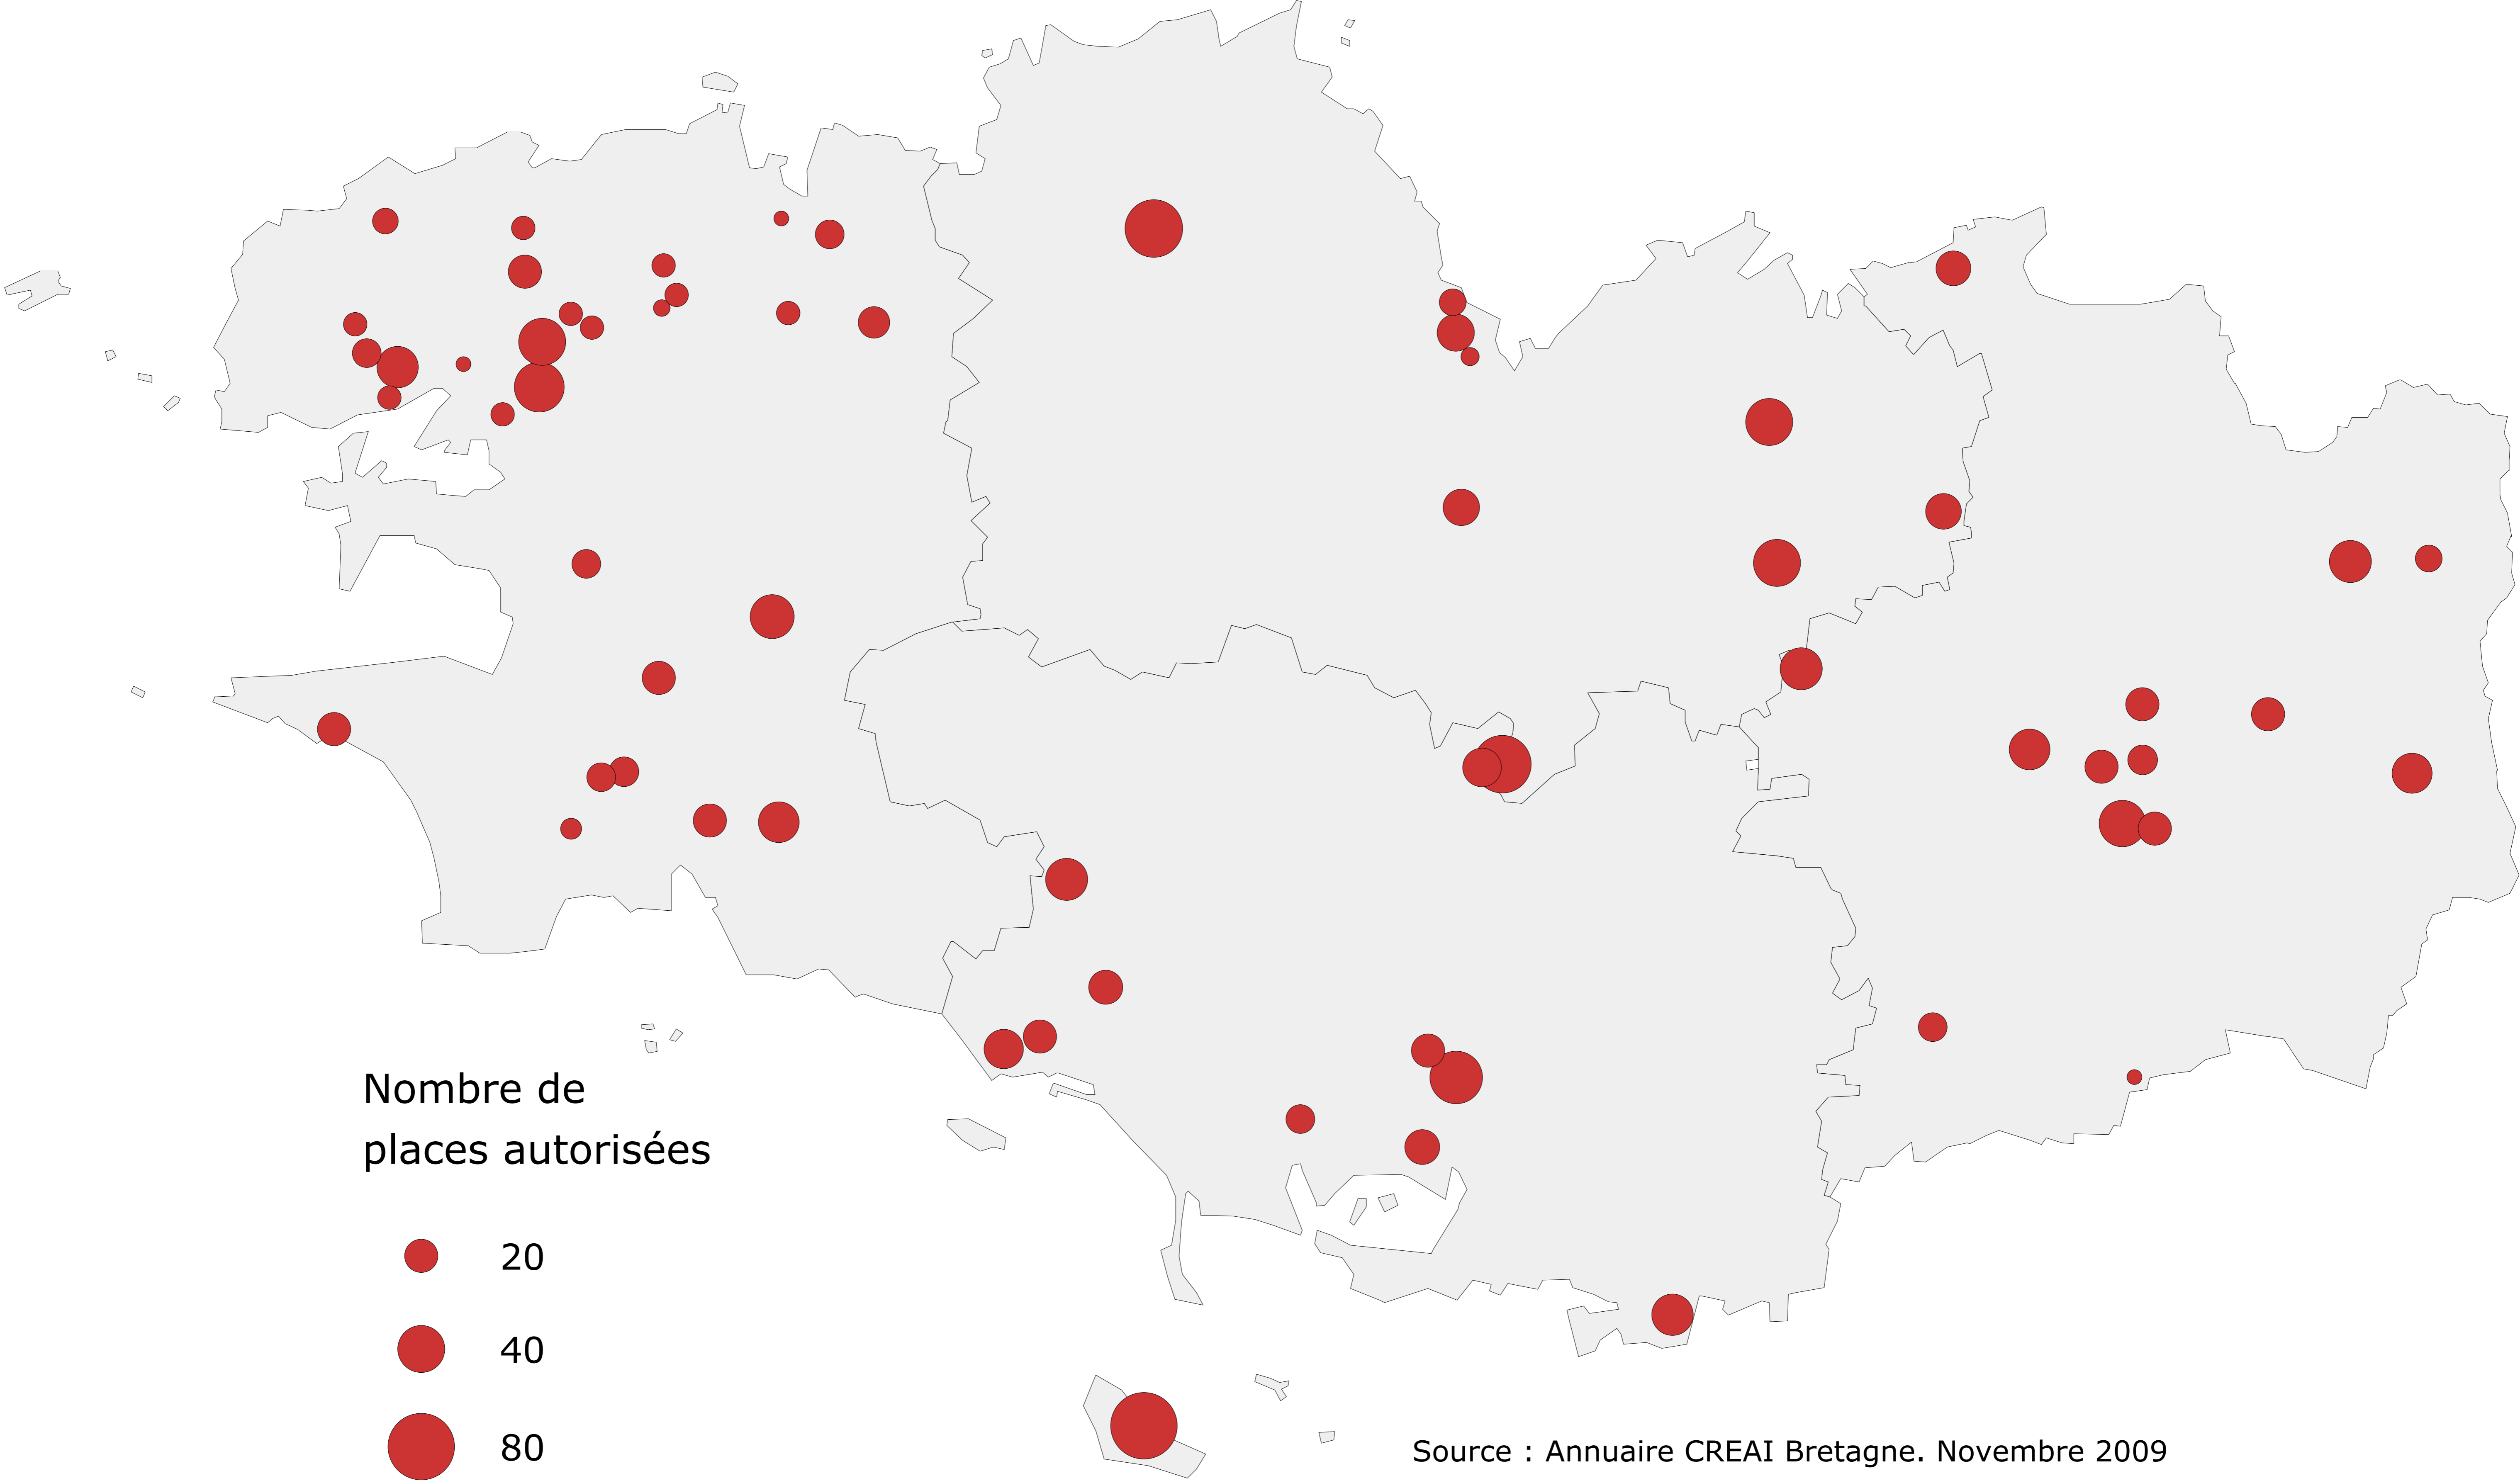 Nombre de
places autorisées
20
40
80
Source : Annuaire CREAI Bretagne. Novembre 2009